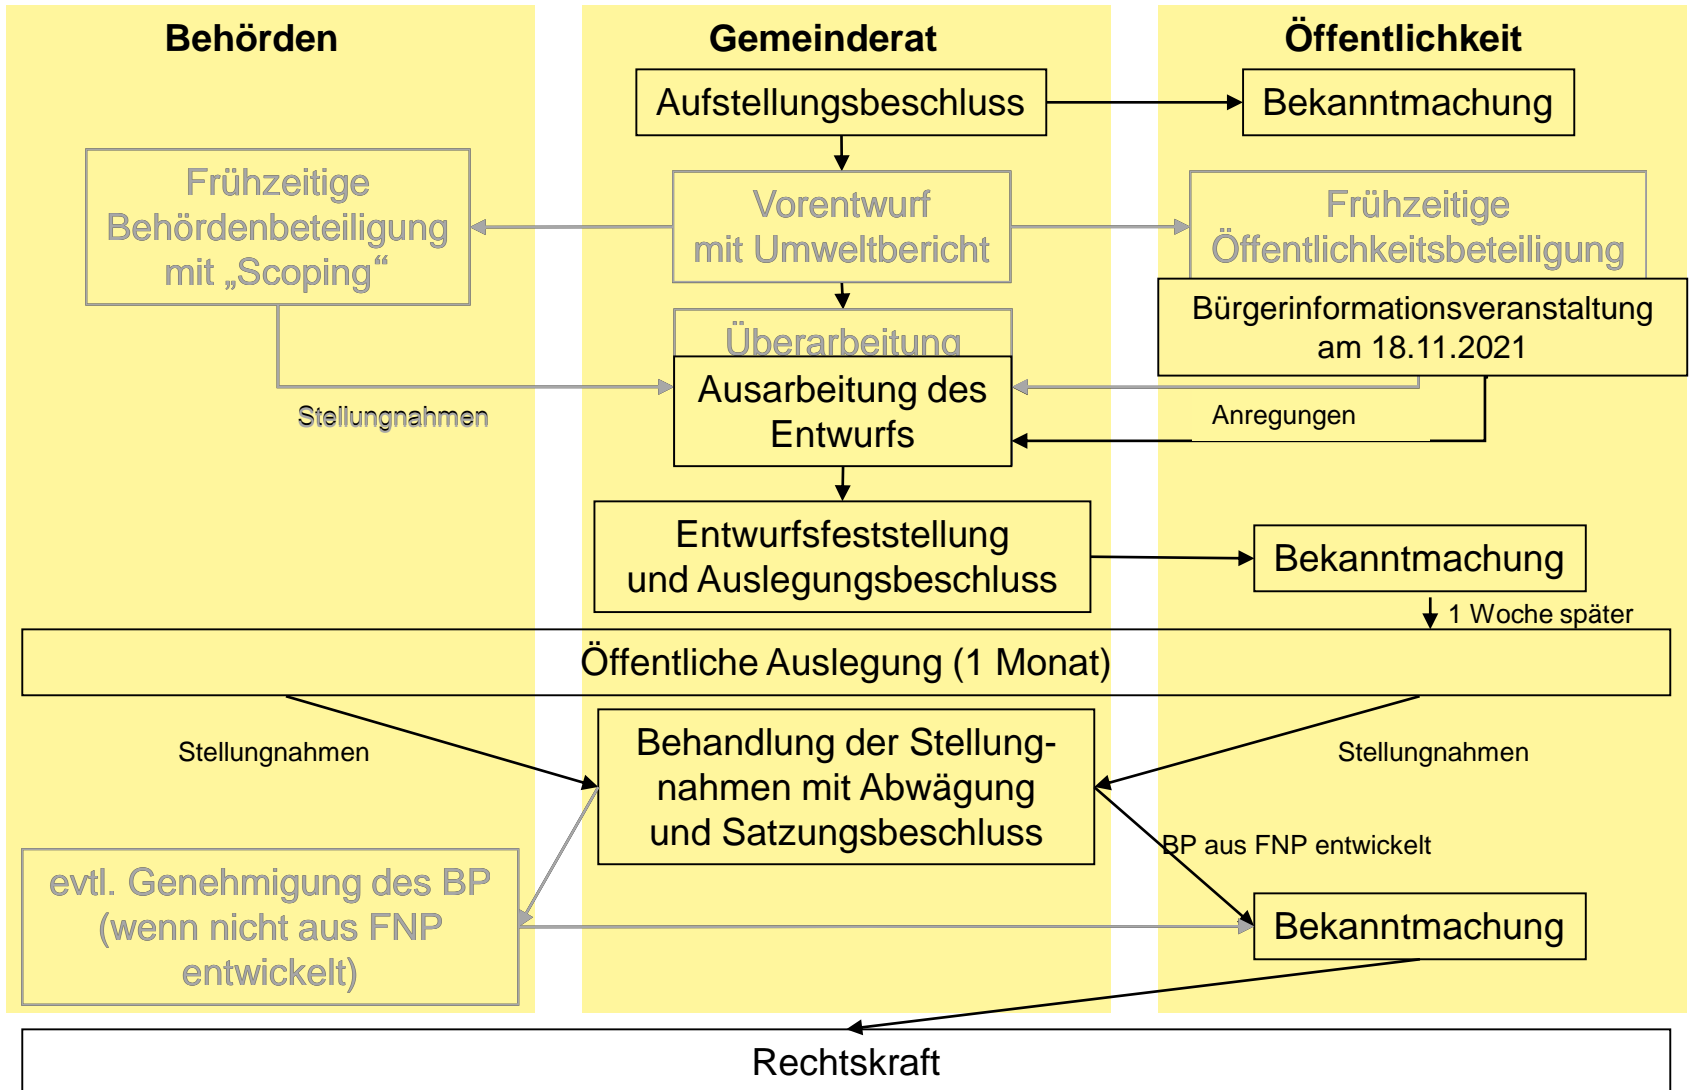 Behörden
Gemeinderat
Öffentlichkeit
Aufstellungsbeschluss
Bekanntmachung
Frühzeitige
Behördenbeteiligung
mit „Scoping“
Vorentwurf
mit Umweltbericht
Frühzeitige
Öffentlichkeitsbeteiligung
Bürgerinformationsveranstaltung
am 18.11.2021
Überarbeitung
Ausarbeitung des
Entwurfs
Stellungnahmen
Anregungen
Entwurfsfeststellung
und Auslegungsbeschluss
Bekanntmachung
1 Woche später
Öffentliche Auslegung (1 Monat)
Stellungnahmen
Behandlung der Stellung-
nahmen mit Abwägung
und Satzungsbeschluss
Stellungnahmen
BP aus FNP entwickelt
evtl. Genehmigung des BP
(wenn nicht aus FNP
entwickelt)
Bekanntmachung
Rechtskraft